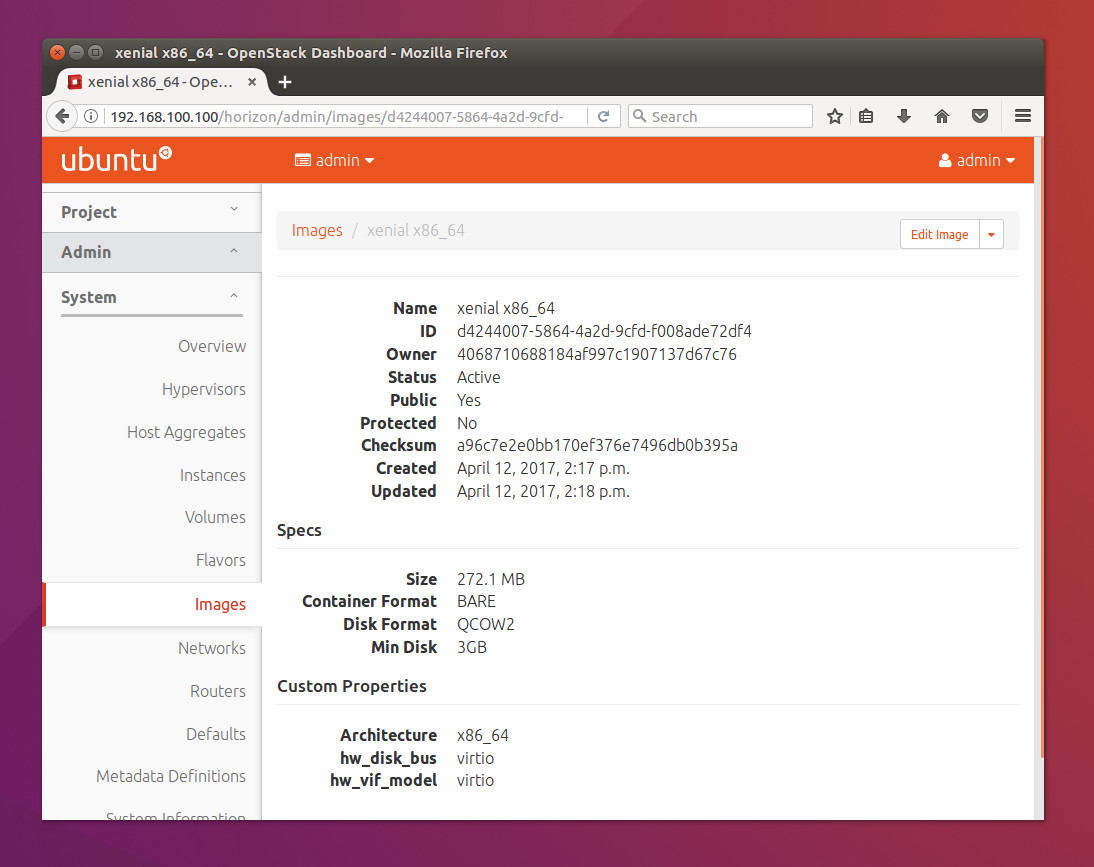 xenial x86_64 - OpenStack Dashboard - Mozilla Firefox
xenial x86_64 - Ope...
192.168.100.100/horizon/admin/images/d4244007-5864-4a2d-9cfd-
Search
ubuntu
admin
admin
Project
Admin
System
Overview
Hypervisors
Host Aggregates
Instances
Volumes
Flavors
Images
Networks
Routers
Defaults
Metadata Definitions
System Information
Images / xenial x86_64
Edit Image
Name xenial x86_64
ID d4244007-5864-4a2d-9cfd-f008ade72df4
Owner 4068710688184af997c1907137d67c76
Status Active
Public Yes
Protected No
Checksum a96c7e2e0bb170ef376e7496db0b395a
Created April 12, 2017, 2:17 p.m.
Updated April 12, 2017, 2:18 p.m.
Specs
Size 272.1 MB
Container Format BARE
Disk Format QCOW2
Min Disk 3GB
Custom Properties
Architecture x86_64
hw_disk_bus virtio
hw_vif_model virtio